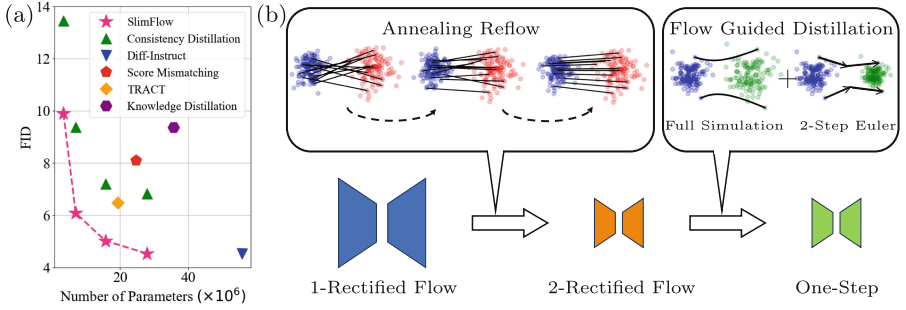 (a)
14
12
10
8
6
4
FID
20
40
Number of Parameters (×10⁶)
SlimFlow
Consistency Distillation
Diff-Instruct
Score Mismatching
TRACT
Knowledge Distillation
(b)
Annealing Reflow
Flow Guided Distillation
+
Full Simulation
2-Step Euler
1-Rectified Flow
2-Rectified Flow
One-Step